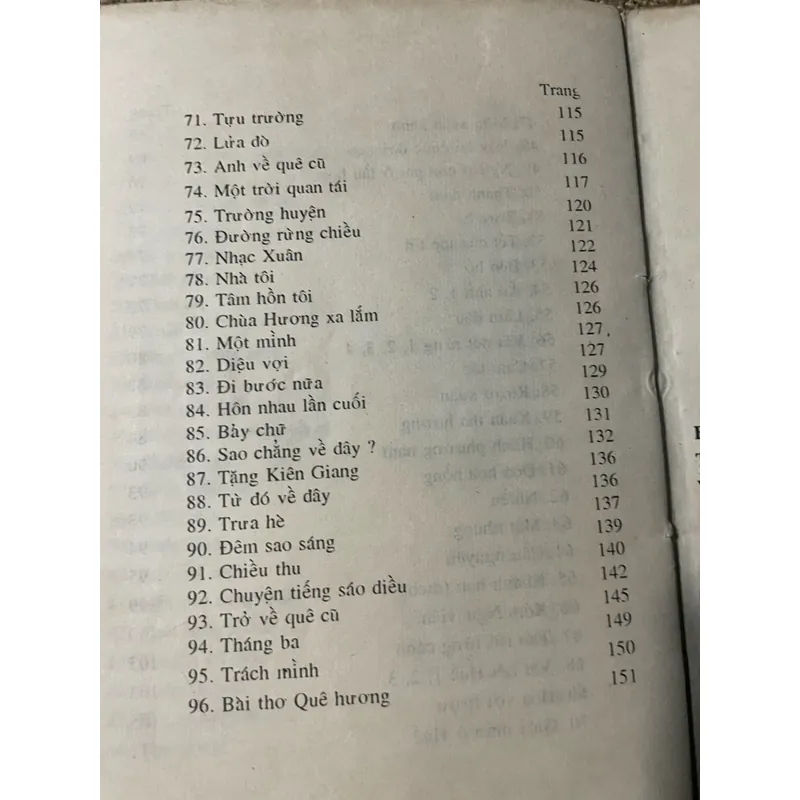 Trang
71. Tựu trường 115
72. Lửa đò 115
73. Anh về quê cũ 116
74. Một trời quan tái 117
75. Trường huyện 120
76. Đường rừng chiều 121
77. Nhạc Xuân 122
78. Nhà tôi 124
79. Tâm hồn tôi 126
80. Chùa Hương xa lắm 126
81. Một mình 127
82. Diệu vợi 127
83. Đi bước nữa 129
84. Hôn nhau lần cuối 130
85. Bảy chữ 131
86. Sao chẳng về đây ? 132
87. Tặng Kiên Giang 136
88. Từ đó về đây 136
89. Trưa hè 137
90. Đêm sao sáng 139
91. Chiều thu 140
92. Chuyện tiếng sáo diều 142
93. Trở về quê cũ 145
94. Tháng ba 149
95. Trách mình 150
96. Bài thơ Quê hương 151